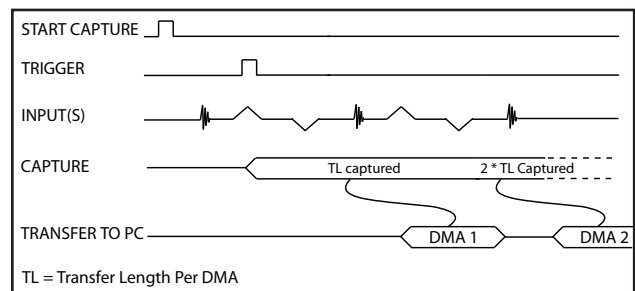 START CAPTURE
TRIGGER
INPUT(S)
CAPTURE
TL captured
2 * TL Captured
TRANSFER TO PC
DMA 1
DMA 2
TL = Transfer Length Per DMA